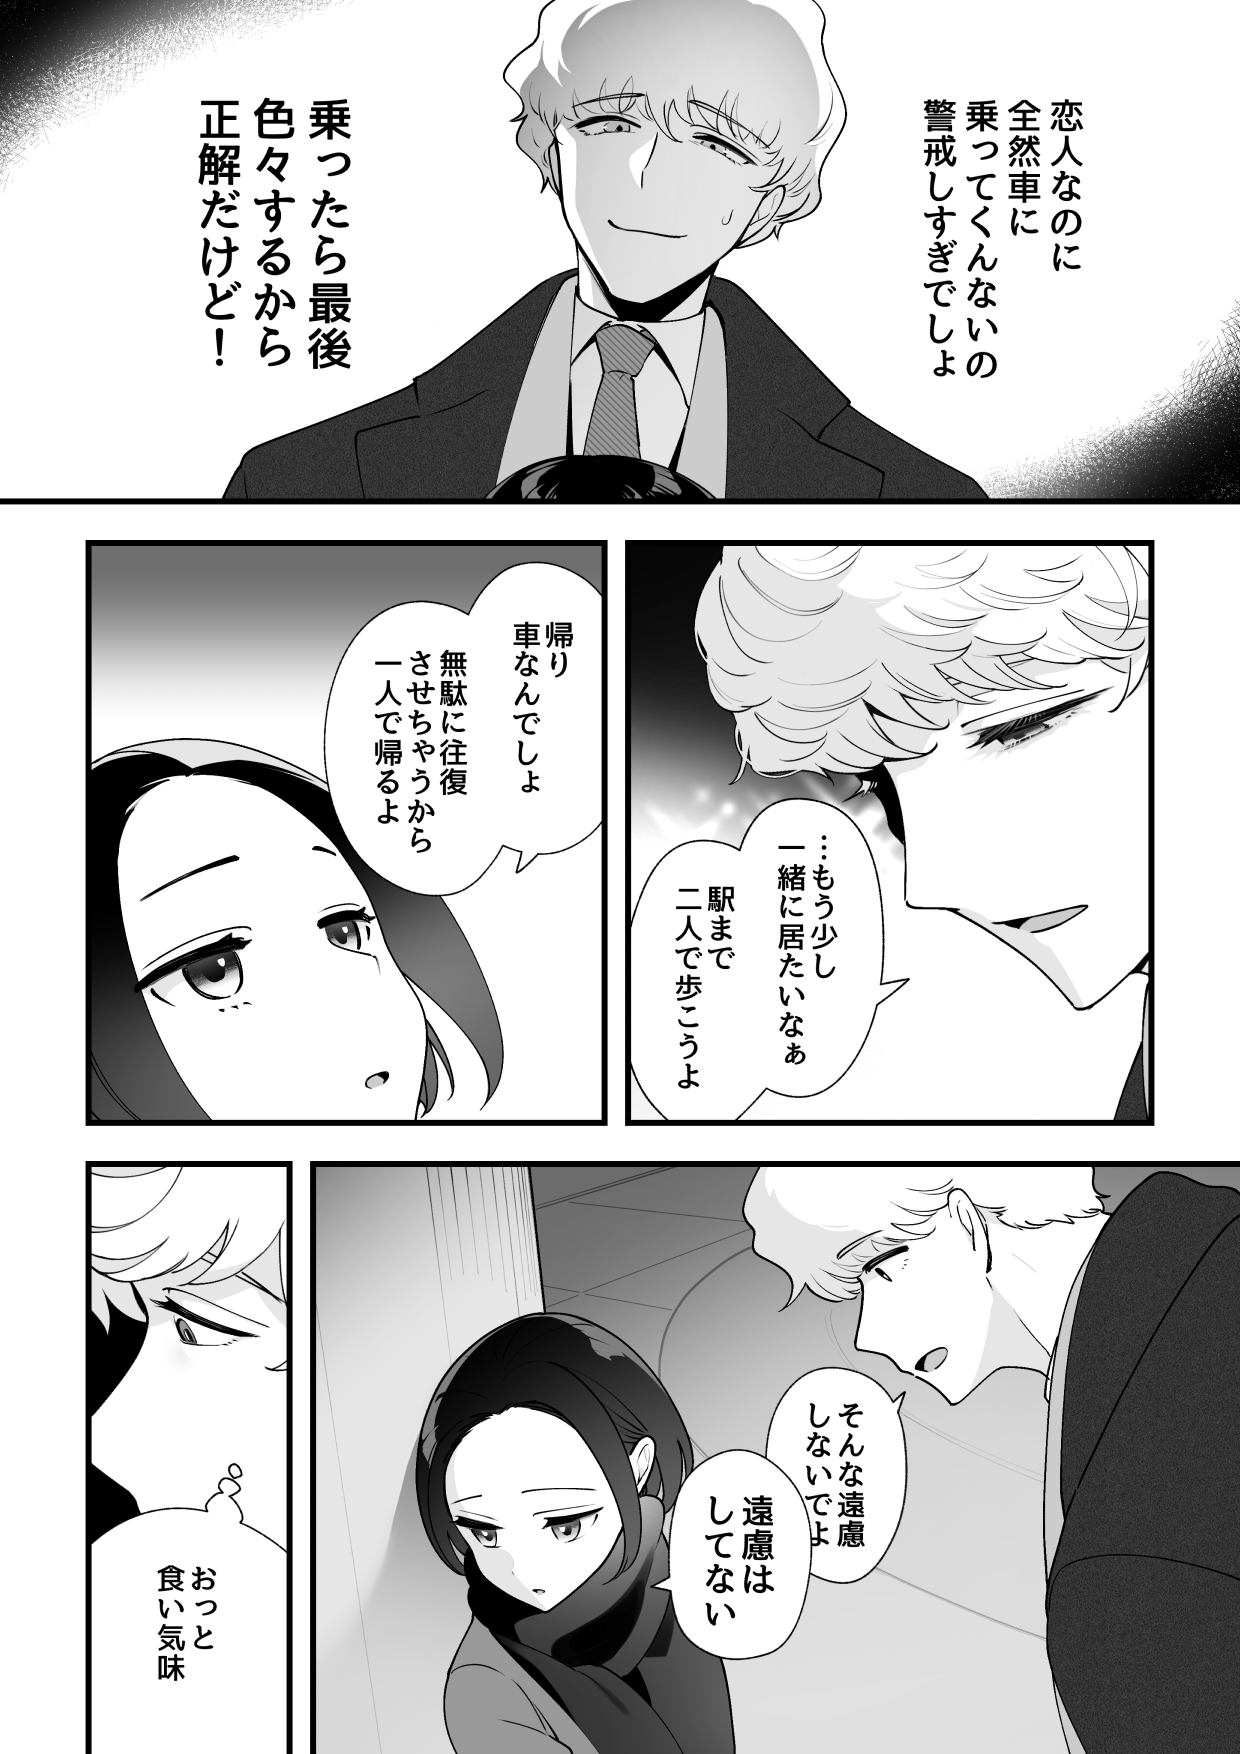 恋人なのに
全然車に
乗ってくんないの
警戒しすぎでしょ
乗ったら最後
色々するから
正解だけど！
…もう少し
一緒に居たいなぁ
駅まで
二人で歩こうよ
帰り
車なんでしょ
無駄に往復
させちゃうから
一人で帰るよ
そんな遠慮
しないでよ
遠慮は
してない
おっと
食い気味